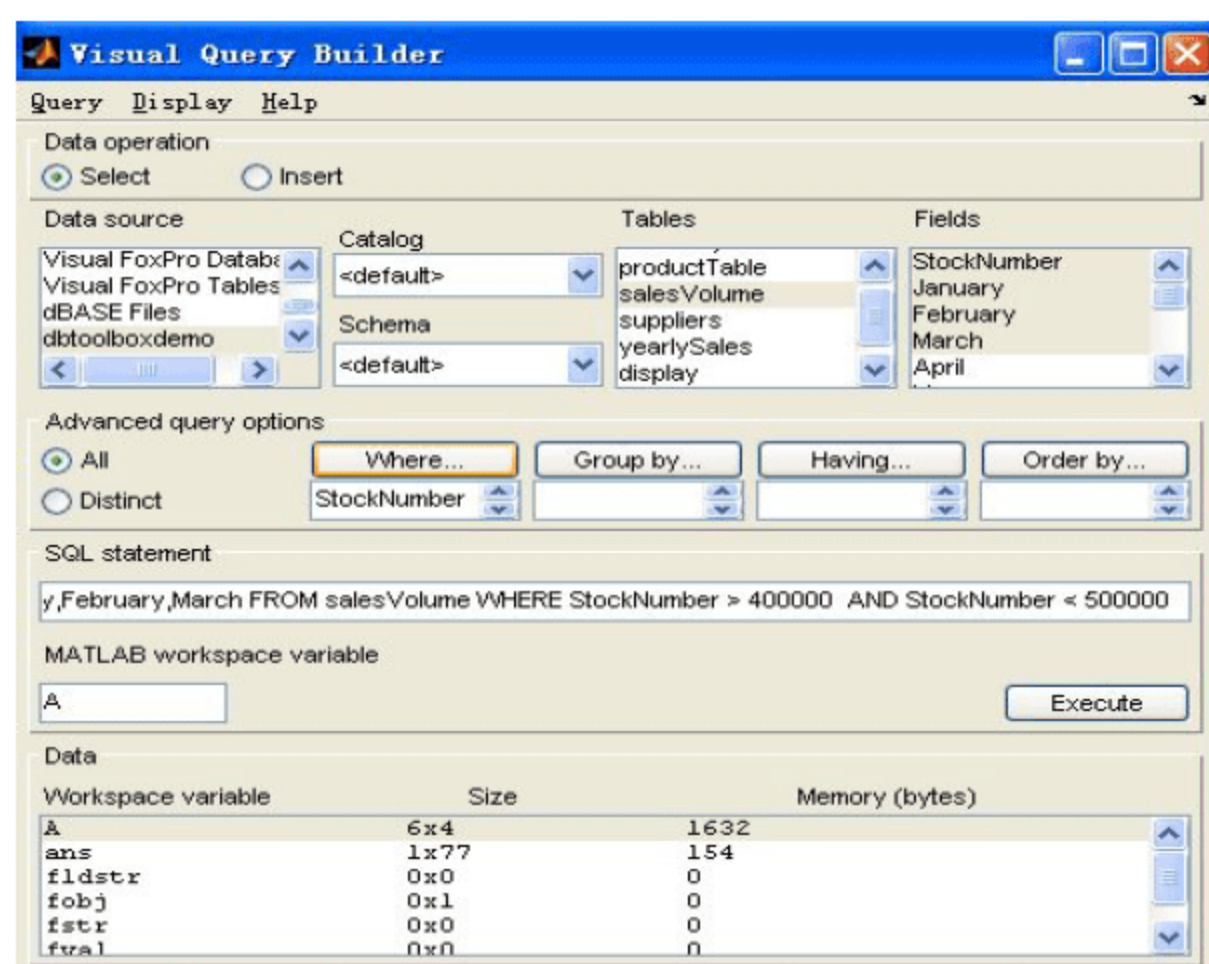 Visual Query Builder
Query Display Help
Data operation
Select Insert
Data source Catalog Tables Fields
Visual FoxPro Databa
Visual FoxPro Tables
dBASE Files
dbtoolboxdemo
<default>
Schema
<default>
productTable
salesVolume
suppliers
yearlySales
display
StockNumber
January
February
March
April
Advanced query options
All Where... Group by... Having... Order by...
Distinct StockNumber
SQL statement
y,February,March FROM salesVolume WHERE StockNumber > 400000 AND StockNumber < 500000
MATLAB workspace variable
A Execute
Data
Workspace variable Size Memory (bytes)
A 6x4 1632
ans 1x77 154
fldstr 0x0 0
fobj 0x1 0
fstr 0x0 0
fval 0x0 0